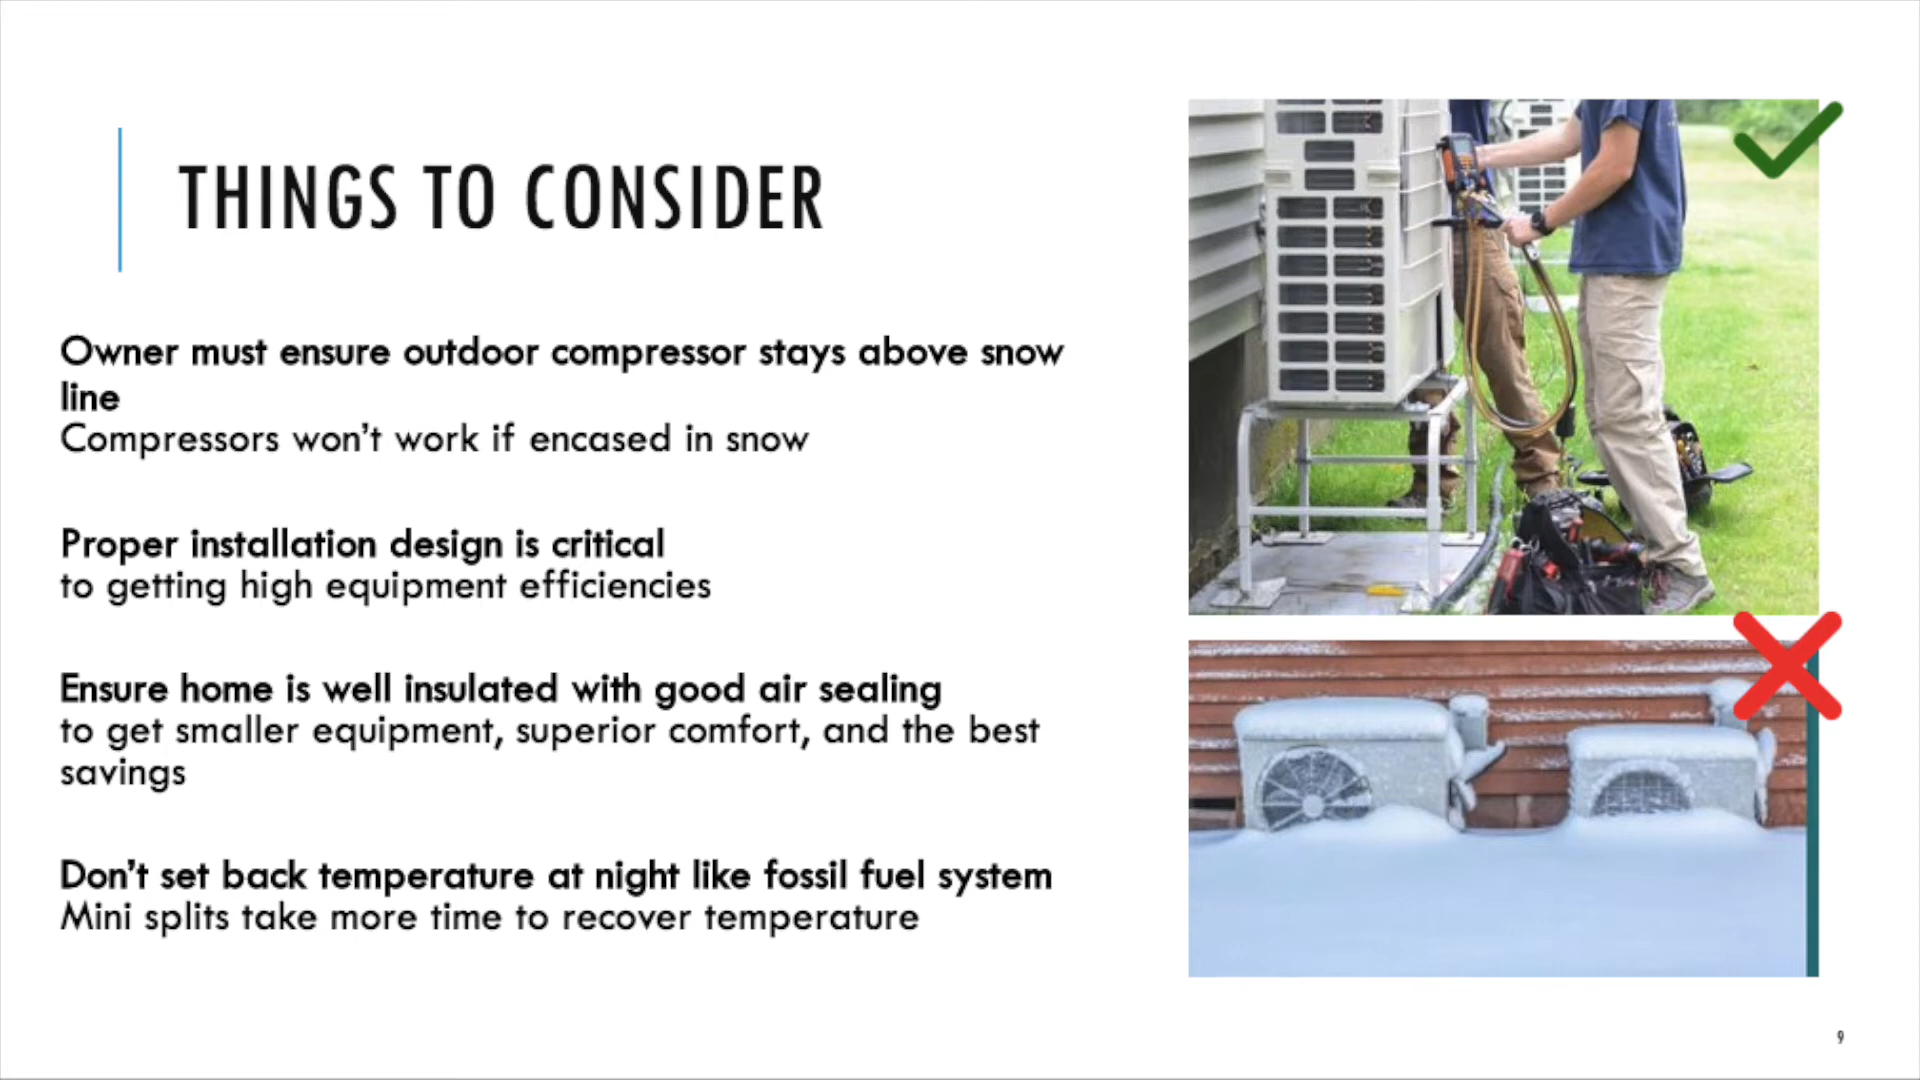 THINGS TO CONSIDER
Owner must ensure outdoor compressor stays above snow
line
Compressors won't work if encased in snow
Proper installation design is critical
to getting high equipment efficiencies
Ensure home is well insulated with good air sealing
to get smaller equipment, superior comfort, and the best
savings
Don't set back temperature at night like fossil fuel system
Mini splits take more time to recover temperature
9